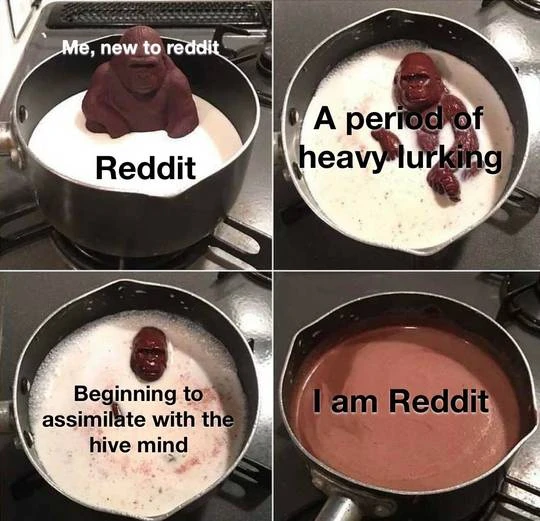 Me, new to reddit
Reddit
A period of
heavy lurking
Beginning to
assimilate with the
hive mind
I am Reddit